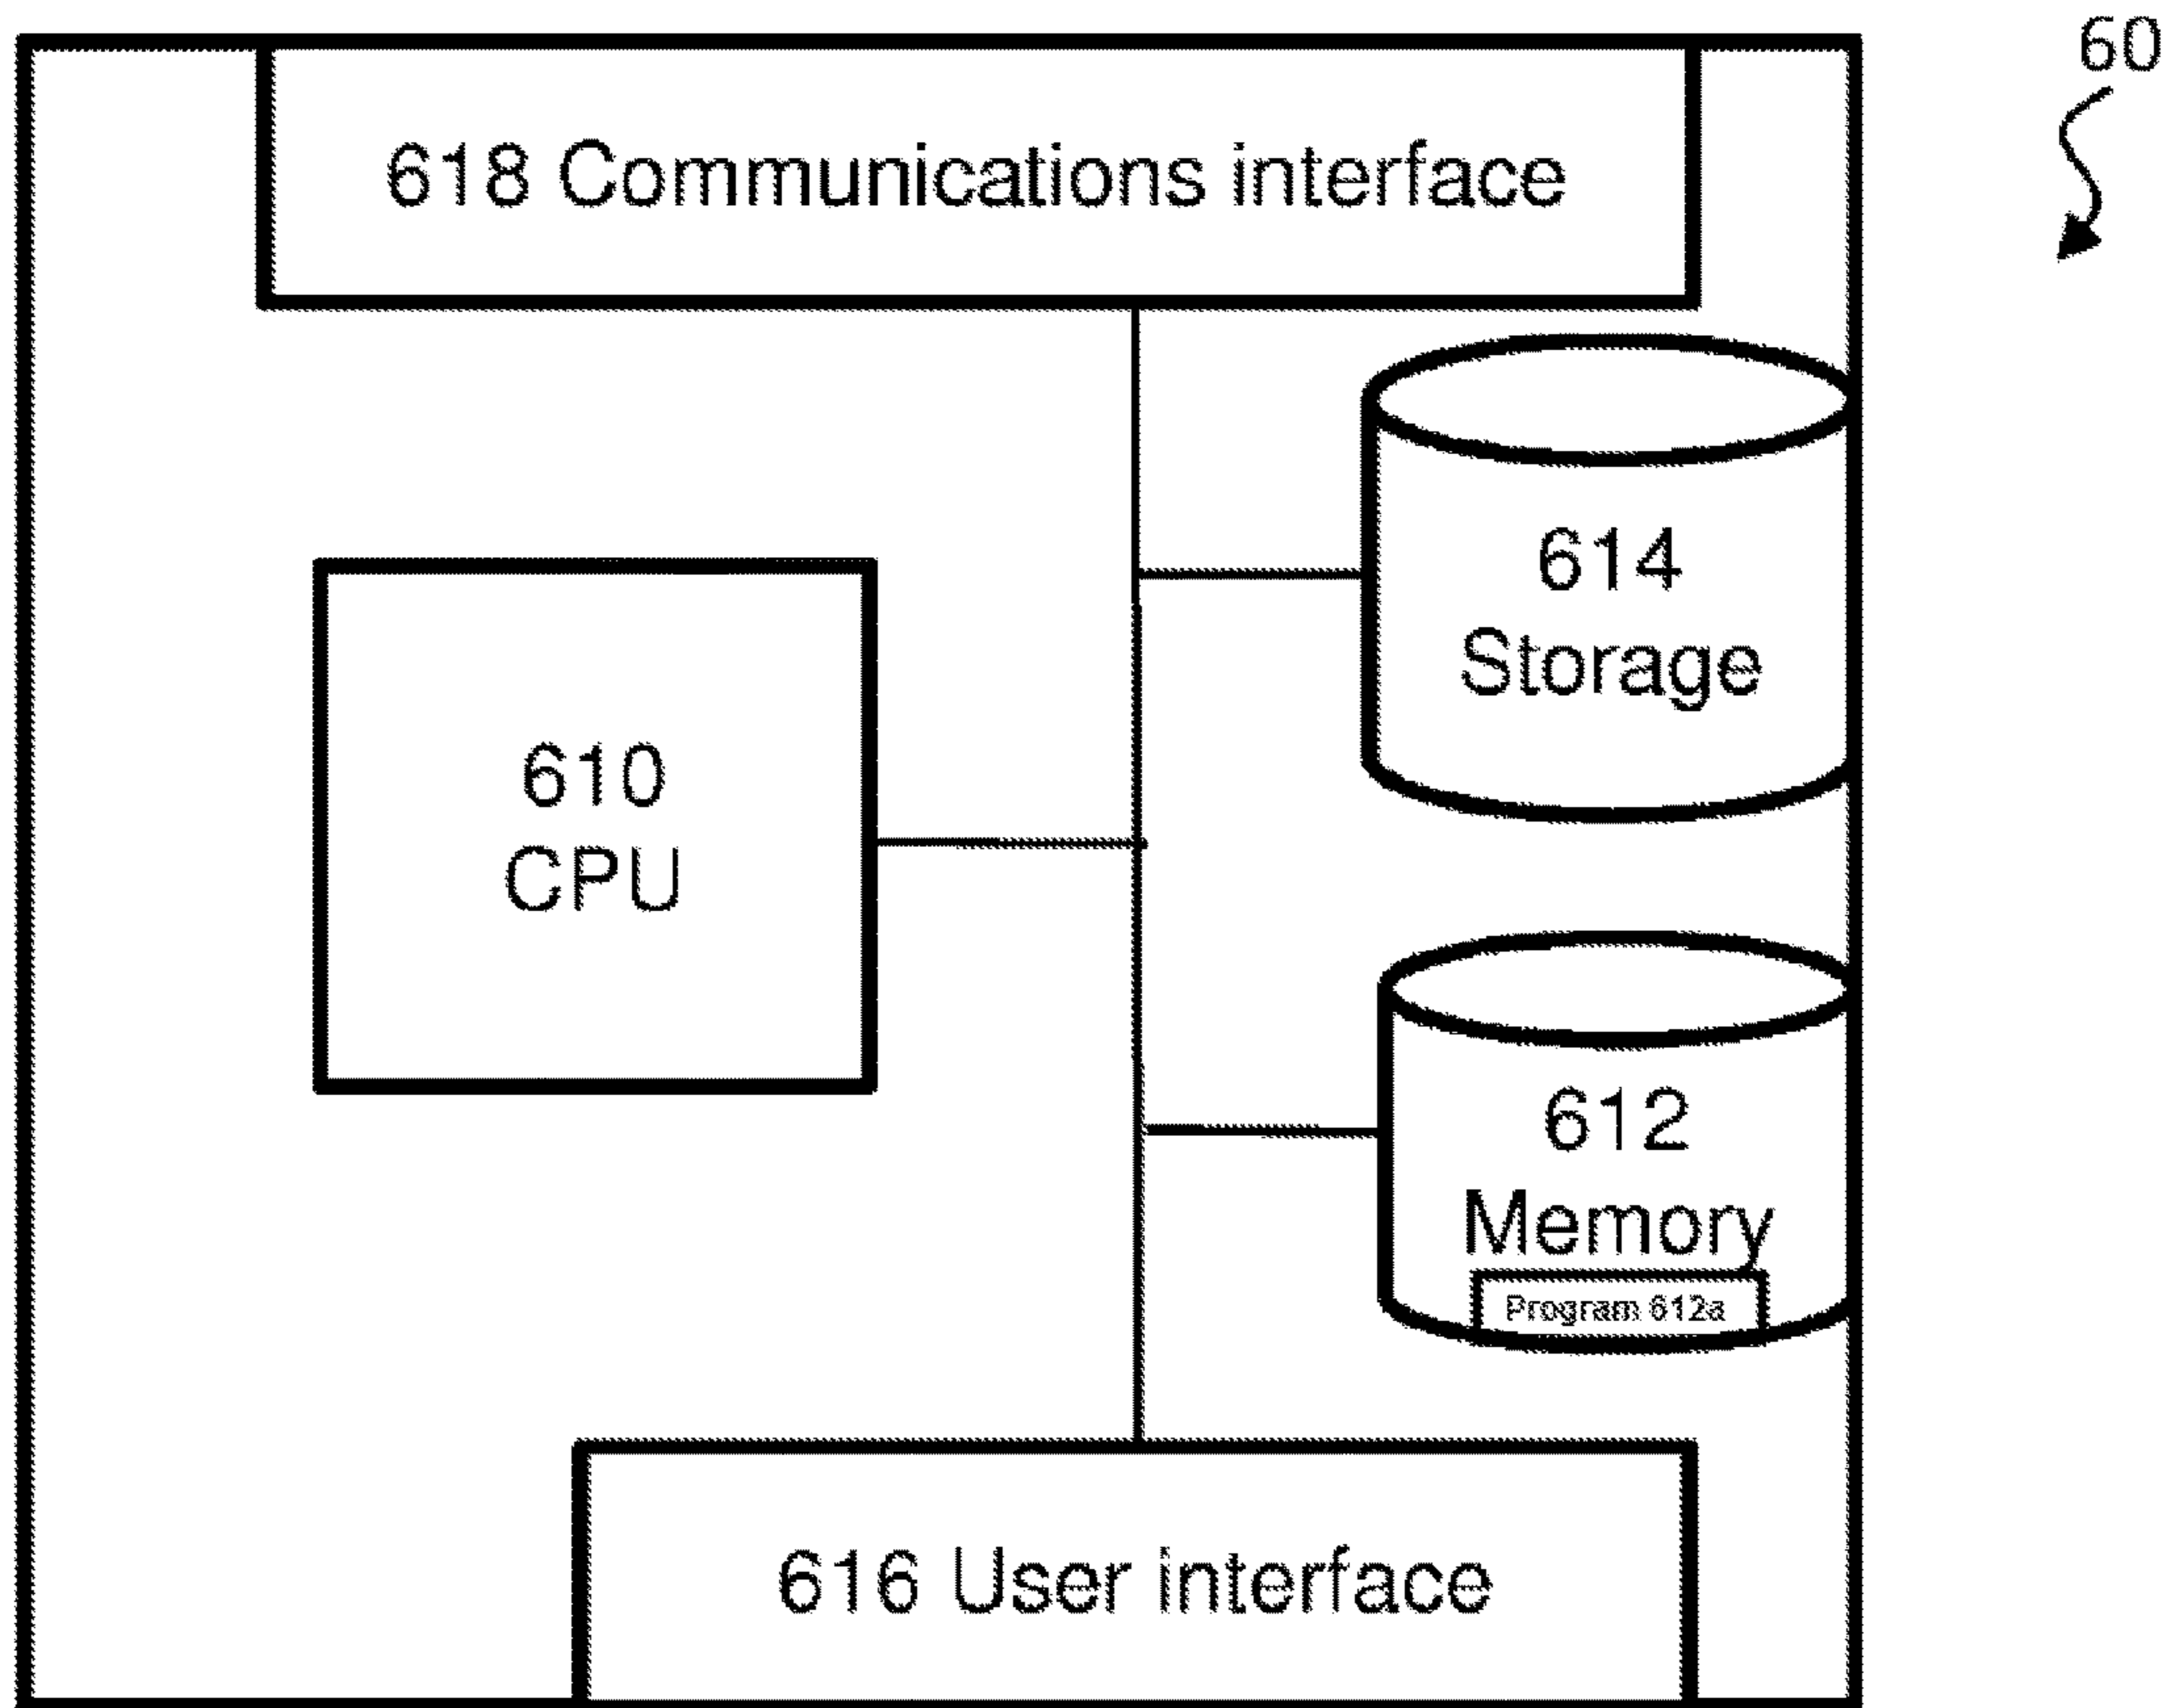 60
618 Communications interface
614
Storage
610
CPU
612
Memory
Program 612a
616 User interface